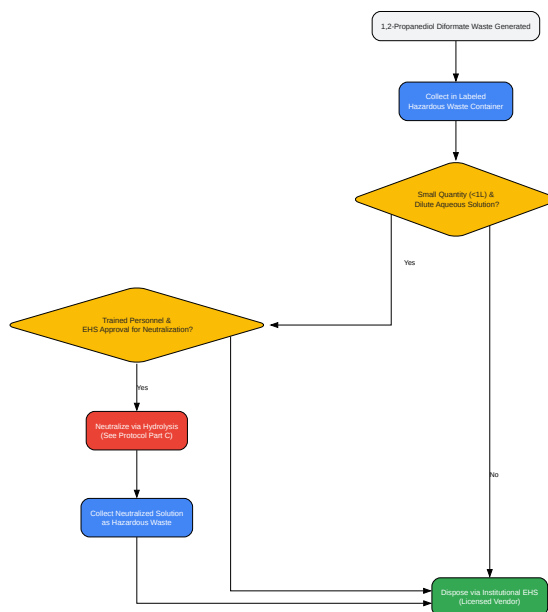 1,2-Propanediol Diformate Waste Generated
Collect in Labeled
Hazardous Waste Container
Small Quantity (<1L) &
Dilute Aqueous Solution?
Yes
Trained Personnel &
EHS Approval for Neutralization?
Yes
Neutralize via Hydrolysis
(See Protocol Part C)
No
Collect Neutralized Solution
as Hazardous Waste
Dispose via Institutional EHS
(Licensed Vendor)